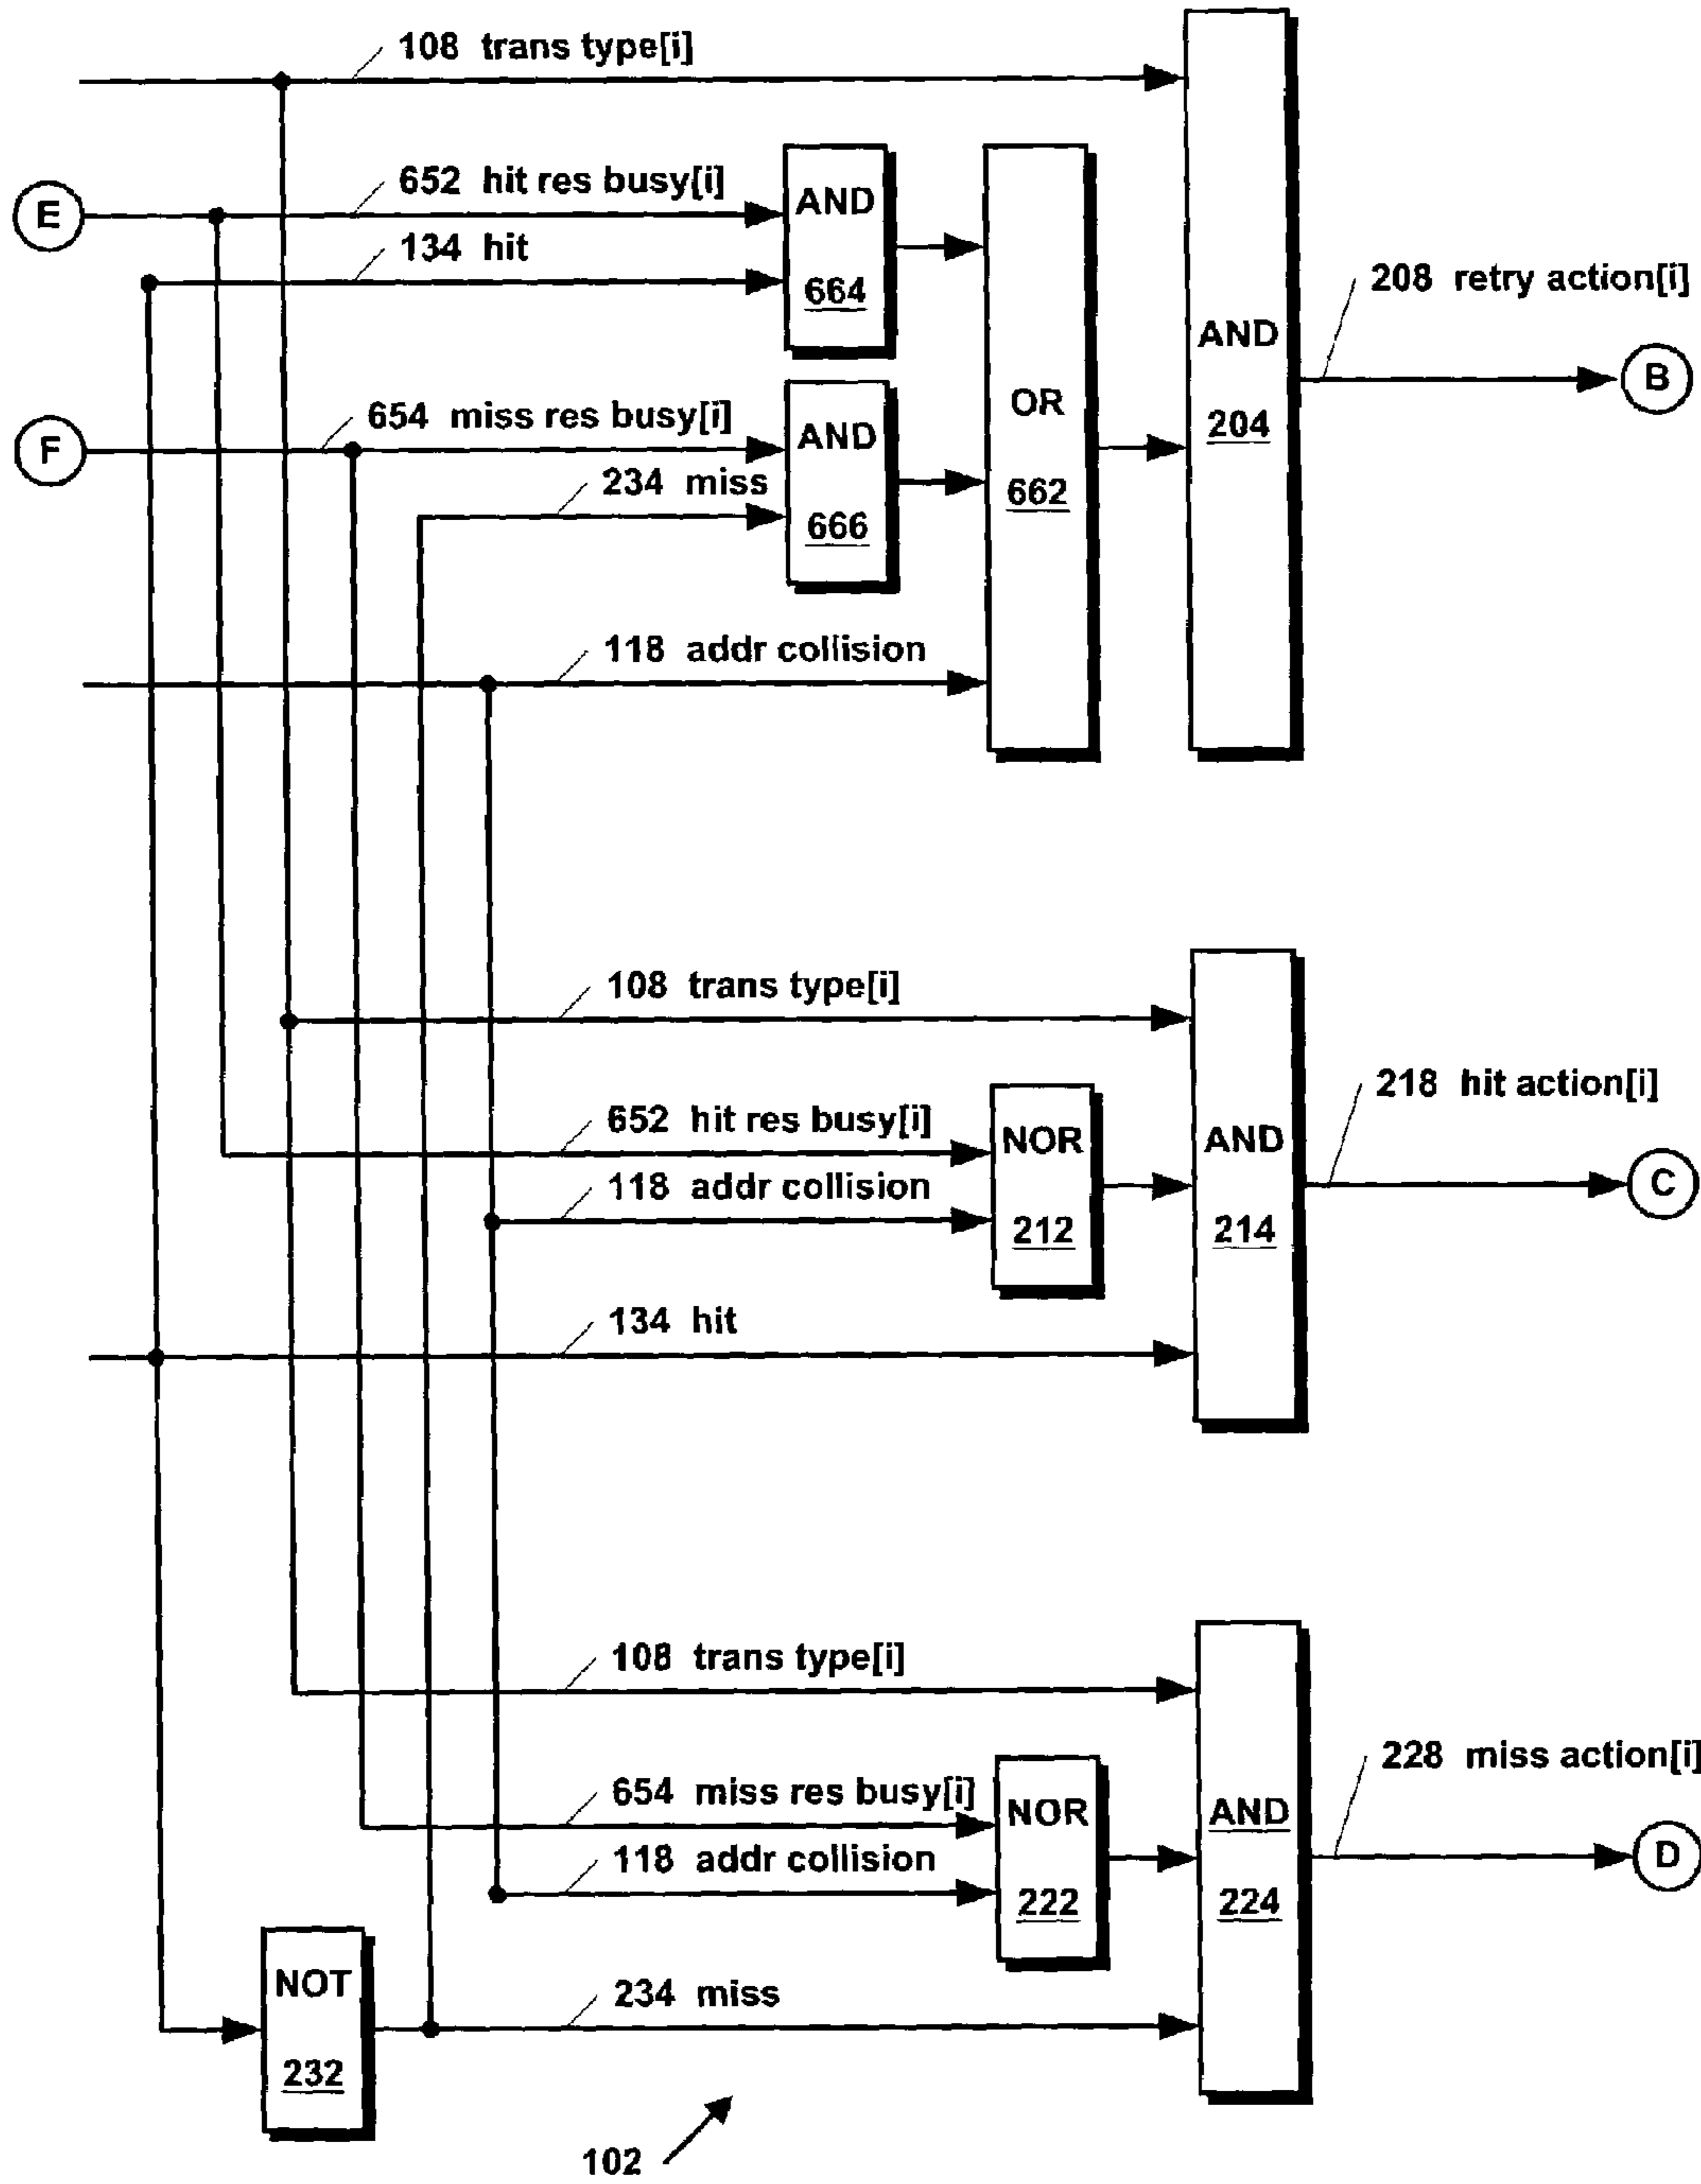 108 trans type[i]
652 hit res busy[i]
E
134 hit
AND
664
208 retry action[i]
AND
204
B
OR
662
654 miss res busy[i]
F
AND
666
234 miss
118 addr collision
108 trans type[i]
218 hit action[i]
652 hit res busy[i]
NOR
212
AND
214
C
118 addr collision
134 hit
108 trans type[i]
228 miss action[i]
654 miss res busy[i]
NOR
222
AND
224
D
118 addr collision
NOT
232
234 miss
102